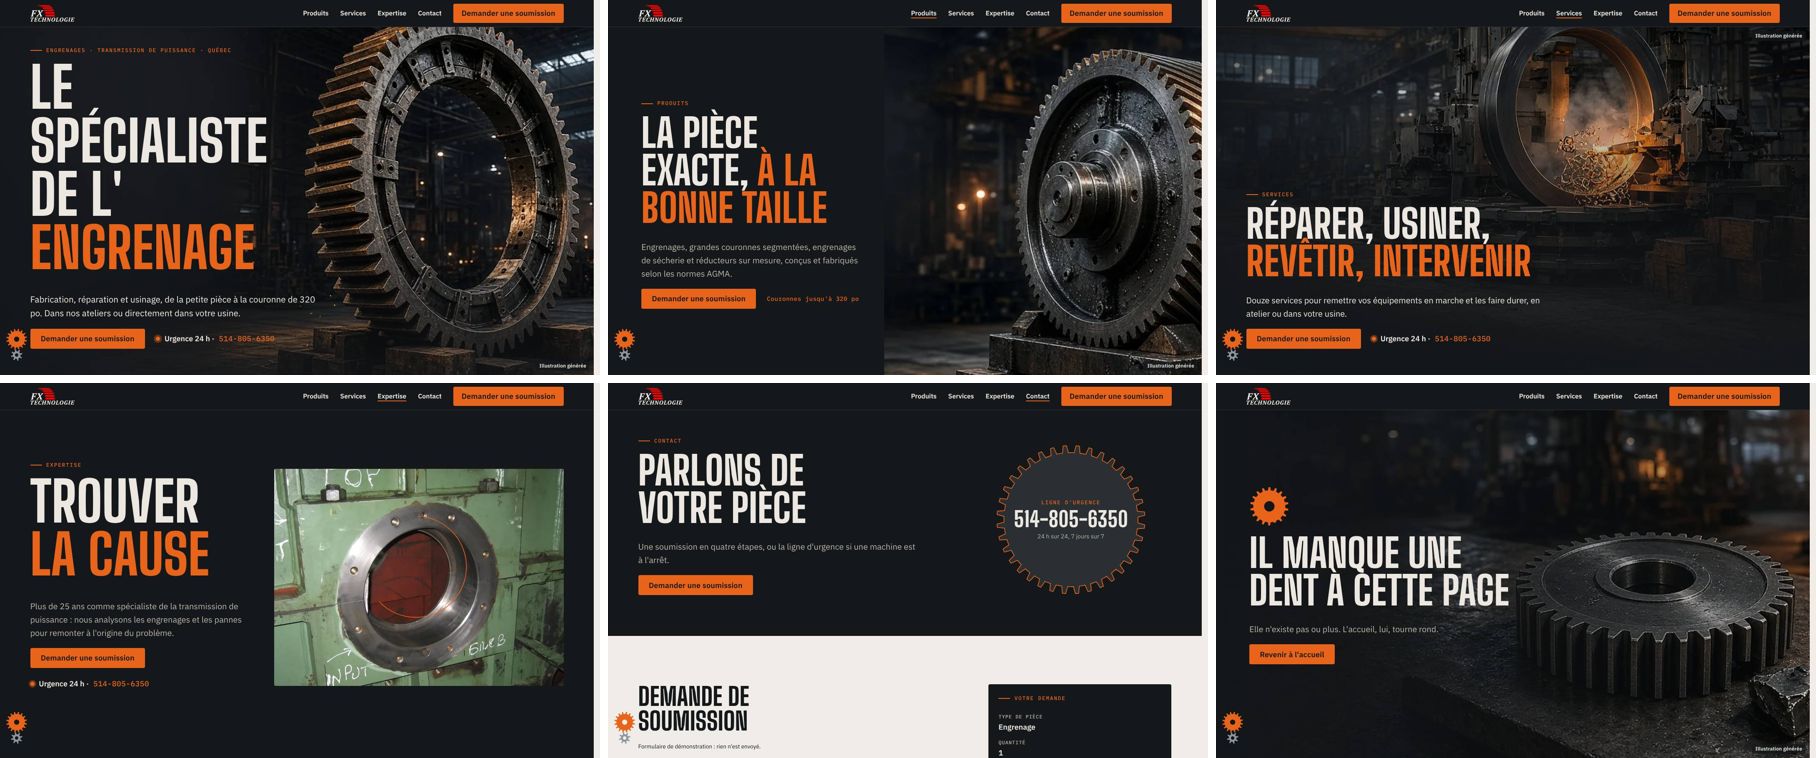 FX
TECHNOLOGIE
Produits
Services
Expertise
Contact
Demander une soumission
ENGRENAGES - TRANSMISSION DE PUISSANCE - QUÉBEC
LE
SPÉCIALISTE
DE L'
ENGRENAGE
Fabrication, réparation et usinage, de la petite pièce à la couronne de 320
po. Dans nos ateliers ou directement dans votre usine.
Demander une soumission
Urgence 24 h - 514-805-6350
Illustration générée
FX
TECHNOLOGIE
Produits
Services
Expertise
Contact
Demander une soumission
PRODUITS
LA PIÈCE
EXACTE, À LA
BONNE TAILLE
Engrenages, grandes couronnes segmentées, engrenages
de sécherie et réducteurs sur mesure, conçus et fabriqués
selon les normes AGMA.
Demander une soumission
Couronnes jusqu'à 320 po
Illustration générée
FX
TECHNOLOGIE
Produits
Services
Expertise
Contact
Demander une soumission
Illustration générée
SERVICES
RÉPARER, USINER,
REVÊTIR, INTERVENIR
Douze services pour remettre vos équipements en marche et les faire durer, en
atelier ou dans votre usine.
Demander une soumission
Urgence 24 h - 514-805-6350
FX
TECHNOLOGIE
Produits
Services
Expertise
Contact
Demander une soumission
EXPERTISE
TROUVER
LA CAUSE
Plus de 25 ans comme spécialiste de la transmission de
puissance : nous analysons les engrenages et les pannes
pour remonter à l'origine du problème.
Demander une soumission
Urgence 24 h - 514-805-6350
TOP
INPUT
FX
TECHNOLOGIE
Produits
Services
Expertise
Contact
Demander une soumission
CONTACT
PARLONS DE
VOTRE PIÈCE
Une soumission en quatre étapes, ou la ligne d'urgence si une machine est
à l'arrêt.
Demander une soumission
LIGNE D'URGENCE
514-805-6350
24 h sur 24, 7 jours sur 7
DEMANDE DE
SOUMISSION
Formulaire de démonstration : rien n'est envoyé.
VOTRE DEMANDE
TYPE DE PIÈCE
Engrenage
QUANTITÉ
1
FX
TECHNOLOGIE
Produits
Services
Expertise
Contact
Demander une soumission
IL MANQUE UNE
DENT À CETTE PAGE
Elle n'existe pas ou plus. L'accueil, lui, tourne rond.
Revenir à l'accueil
Illustration générée